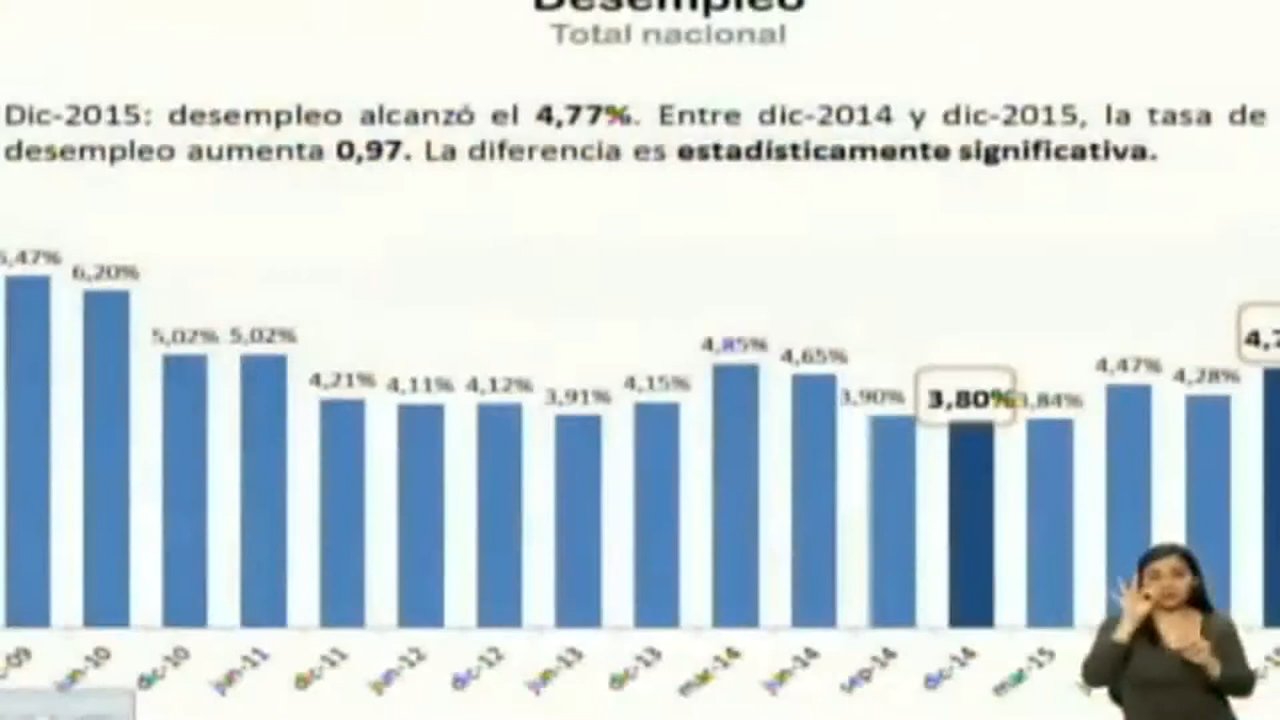 Desempleo
Total nacional
Dic-2015: desempleo alcanzó el 4,77%. Entre dic-2014 y dic-2015, la tasa de
desempleo aumenta 0,97. La diferencia es estadísticamente significativa.
6,20%
5,02% 5,02%
4,21% 4,11% 4,12% 3,91% 4,15% 4,85% 4,65% 3,90% 3,80% 3,84% 4,47% 4,28%
jun-10 dic-10 jun-11 dic-11 jun-12 dic-12 jun-13 dic-13 mar-14 jun-14 sep-14 dic-14 mar-15